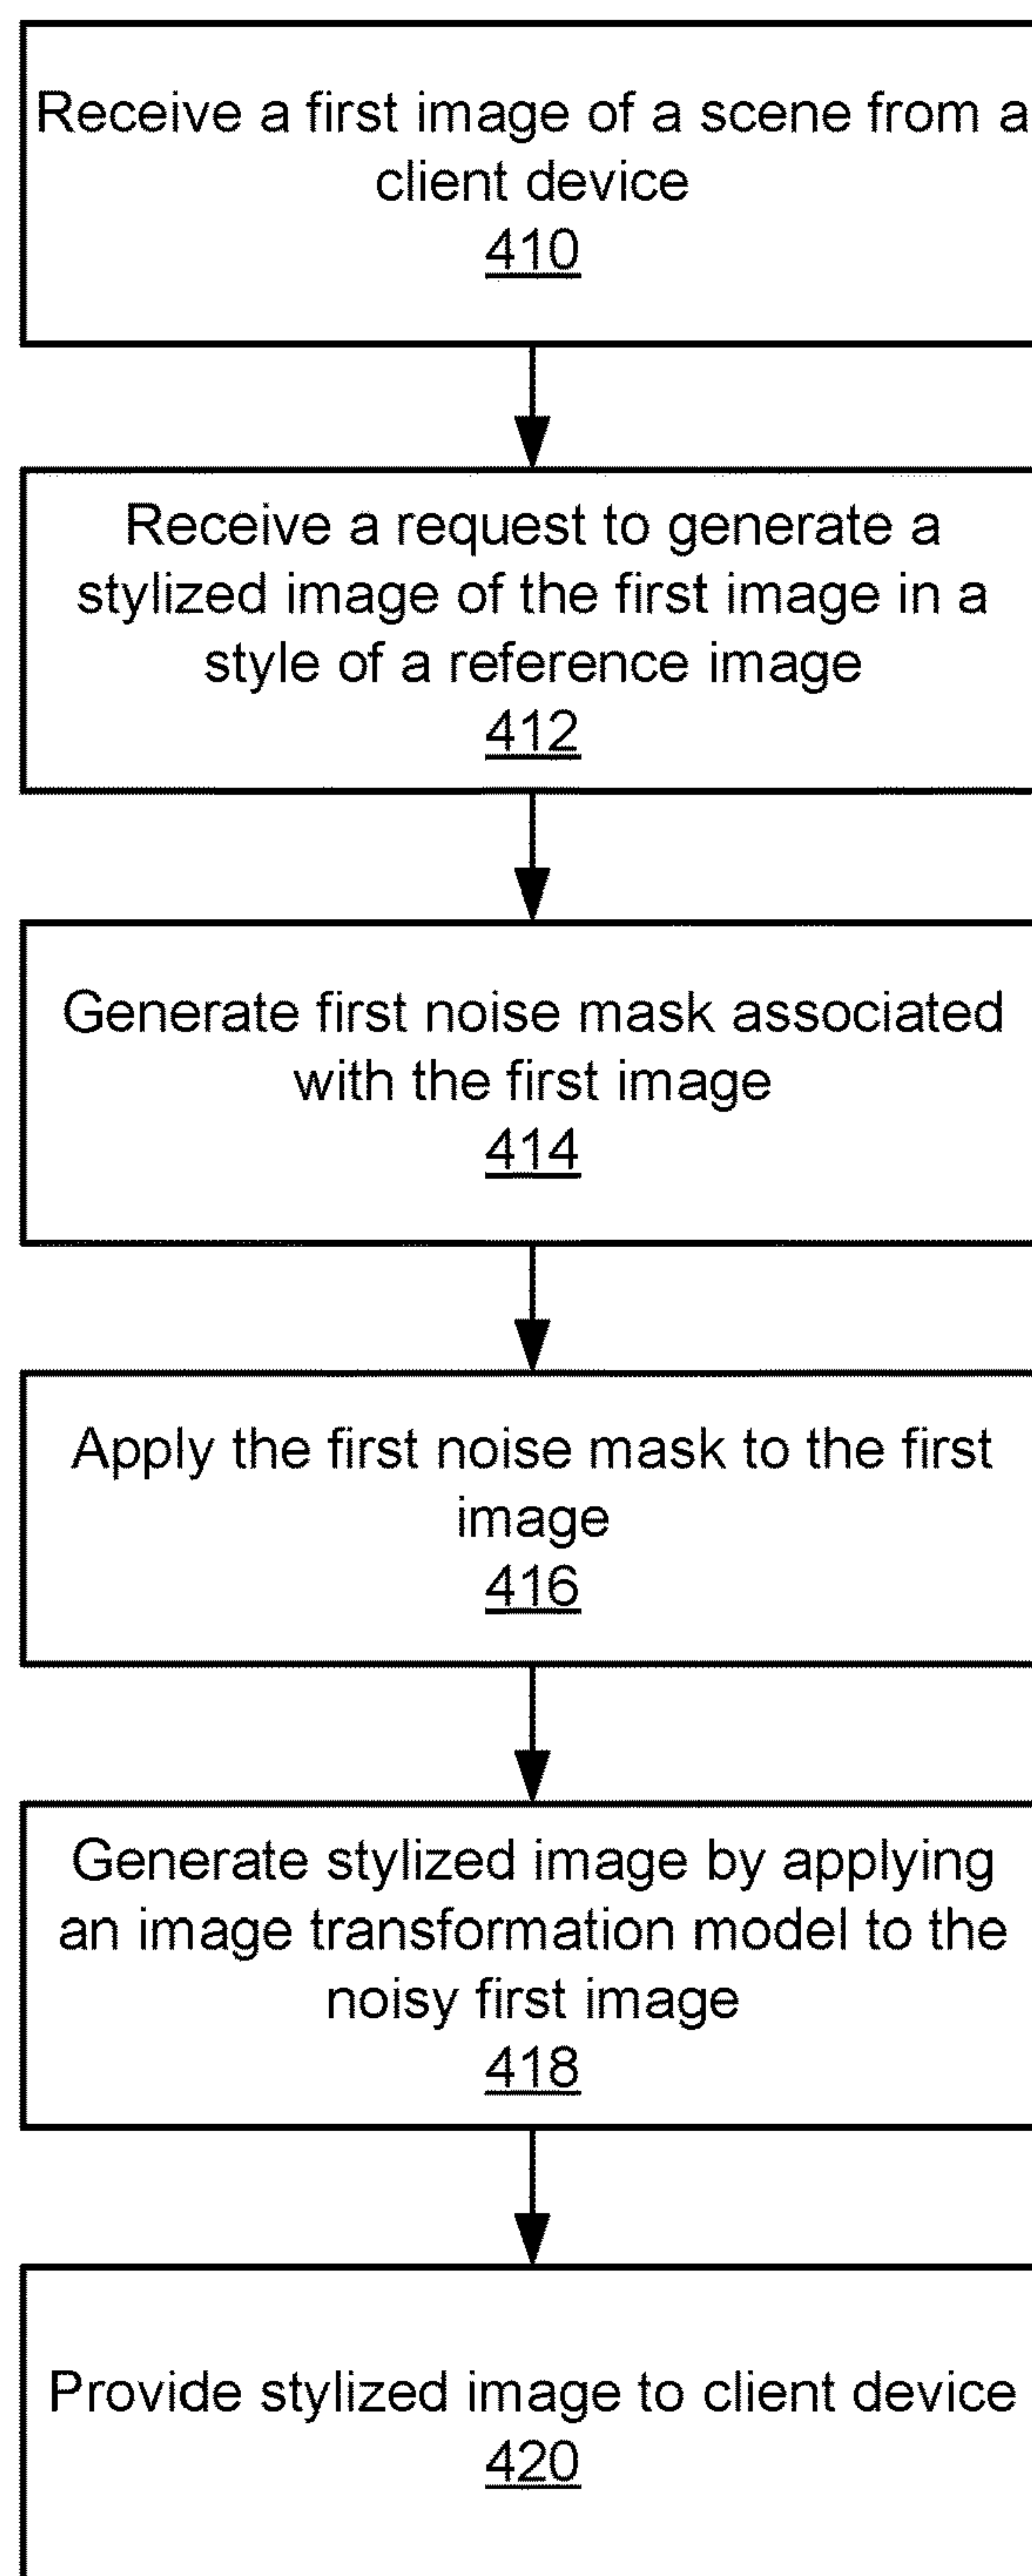 Receive a first image of a scene from a
client device
410
Receive a request to generate a
stylized image of the first image in a
style of a reference image
412
Generate first noise mask associated
with the first image
414
Apply the first noise mask to the first
image
416
Generate stylized image by applying
an image transformation model to the
noisy first image
418
Provide stylized image to client device
420